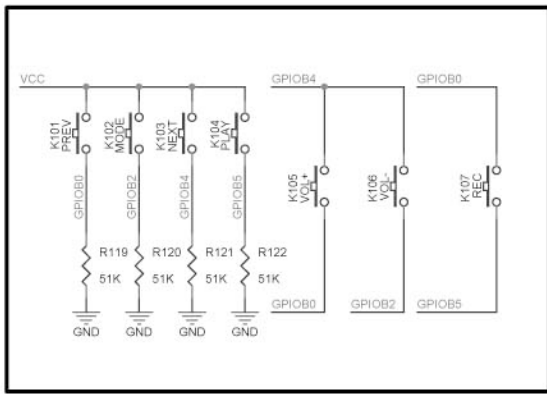 VCC
GPIOB4
GPIOB0
K101
PREV
K102
MODE
K103
NEXT
K104
PLAY
K105
VOL+
K106
VOL-
K107
REC
GPIOB0
GPIOB2
GPIOB4
GPIOB5
R119
R120
R121
R122
51K
51K
51K
51K
GPIOB0
GPIOB2
GPIOB5
GND
GND
GND
GND